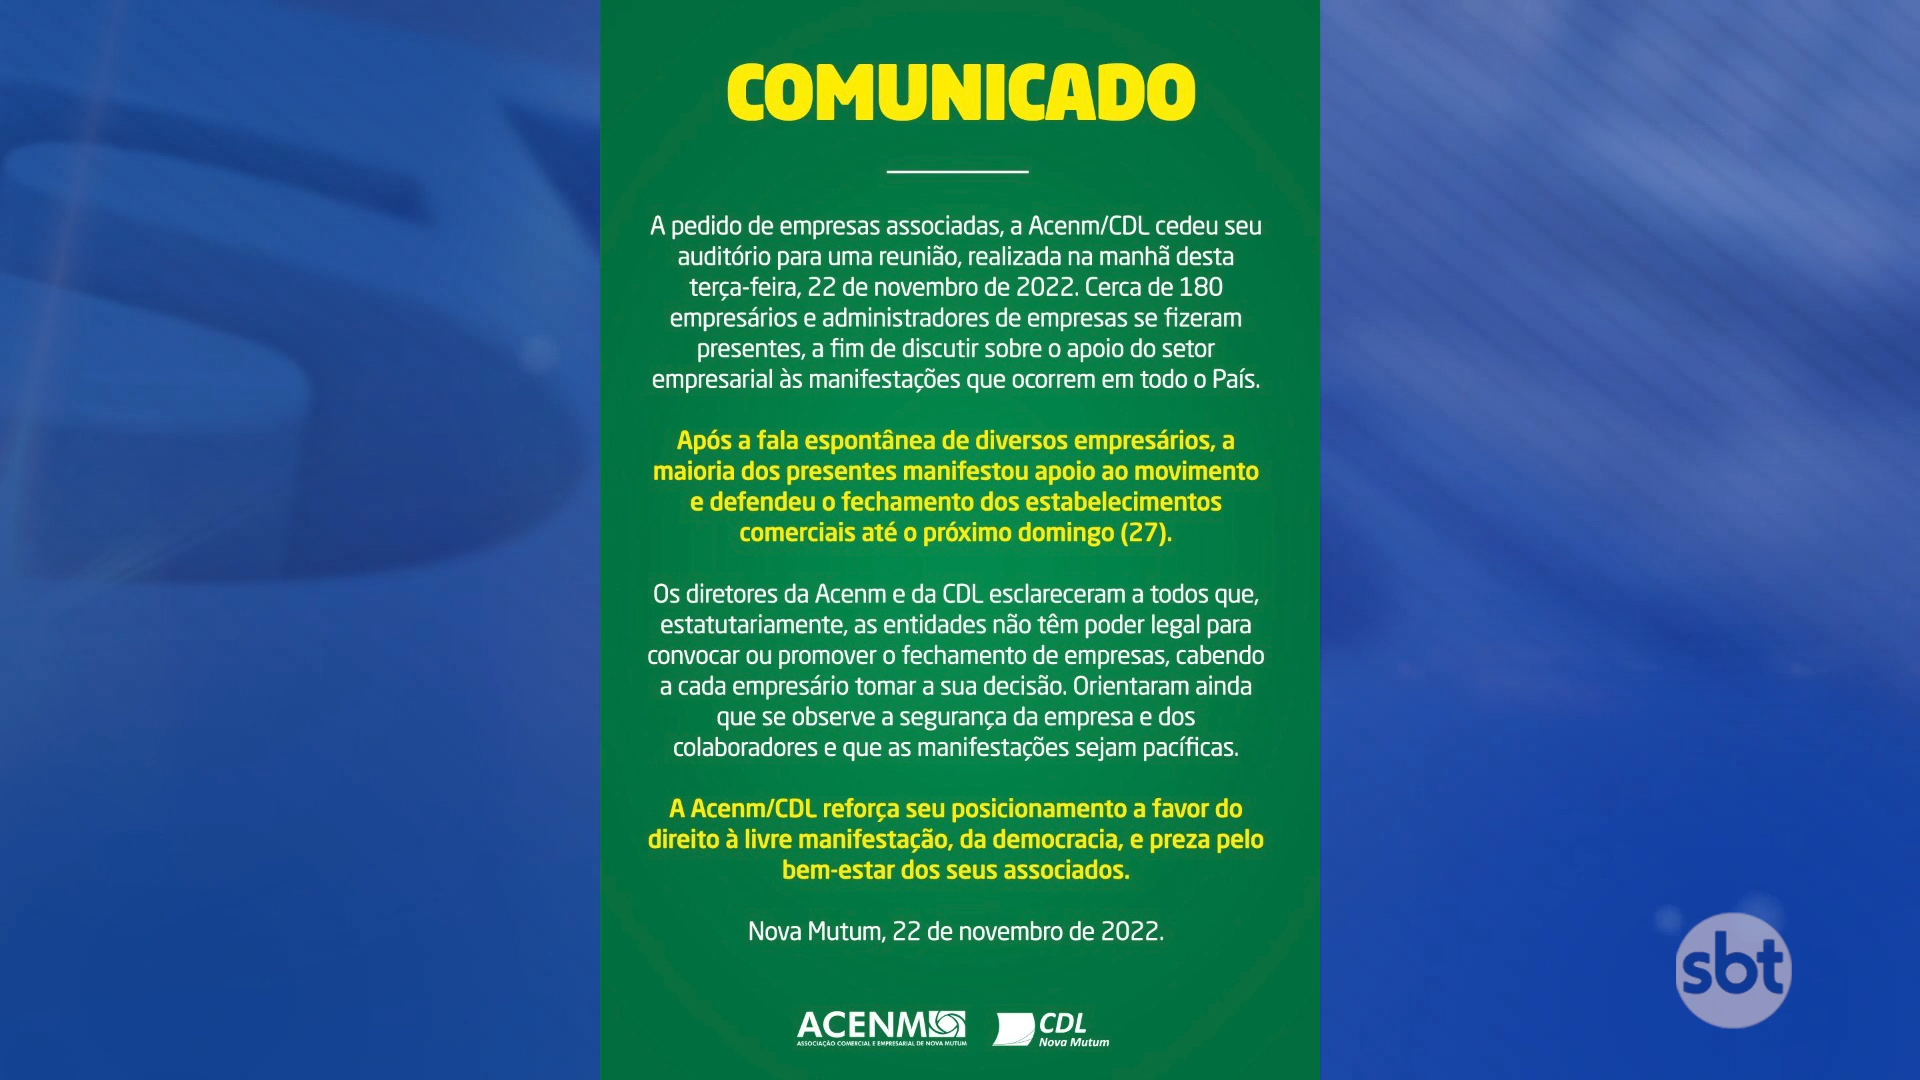 COMUNICADO
A pedido de empresas associadas, a Acenm/CDL cedeu seu
auditório para uma reunião, realizada na manhã desta
terça-feira, 22 de novembro de 2022. Cerca de 180
empresários e administradores de empresas se fizeram
presentes, a fim de discutir sobre o apoio do setor
empresarial às manifestações que ocorrem em todo o País.
Após a fala espontânea de diversos empresários, a
maioria dos presentes manifestou apoio ao movimento
e defendeu o fechamento dos estabelecimentos
comerciais até o próximo domingo (27).
Os diretores da Acenm e da CDL esclareceram a todos que,
estatutariamente, as entidades não têm poder legal para
convocar ou promover o fechamento de empresas, cabendo
a cada empresário tomar a sua decisão. Orientaram ainda
que se observe a segurança da empresa e dos
colaboradores e que as manifestações sejam pacíficas.
A Acenm/CDL reforça seu posicionamento a favor do
direito à livre manifestação, da democracia, e preza pelo
bem-estar dos seus associados.
Nova Mutum, 22 de novembro de 2022.
ACENM
ASSOCIAÇÃO COMERCIAL E EMPRESARIAL DE NOVA MUTUM
CDL
Nova Mutum
sbt